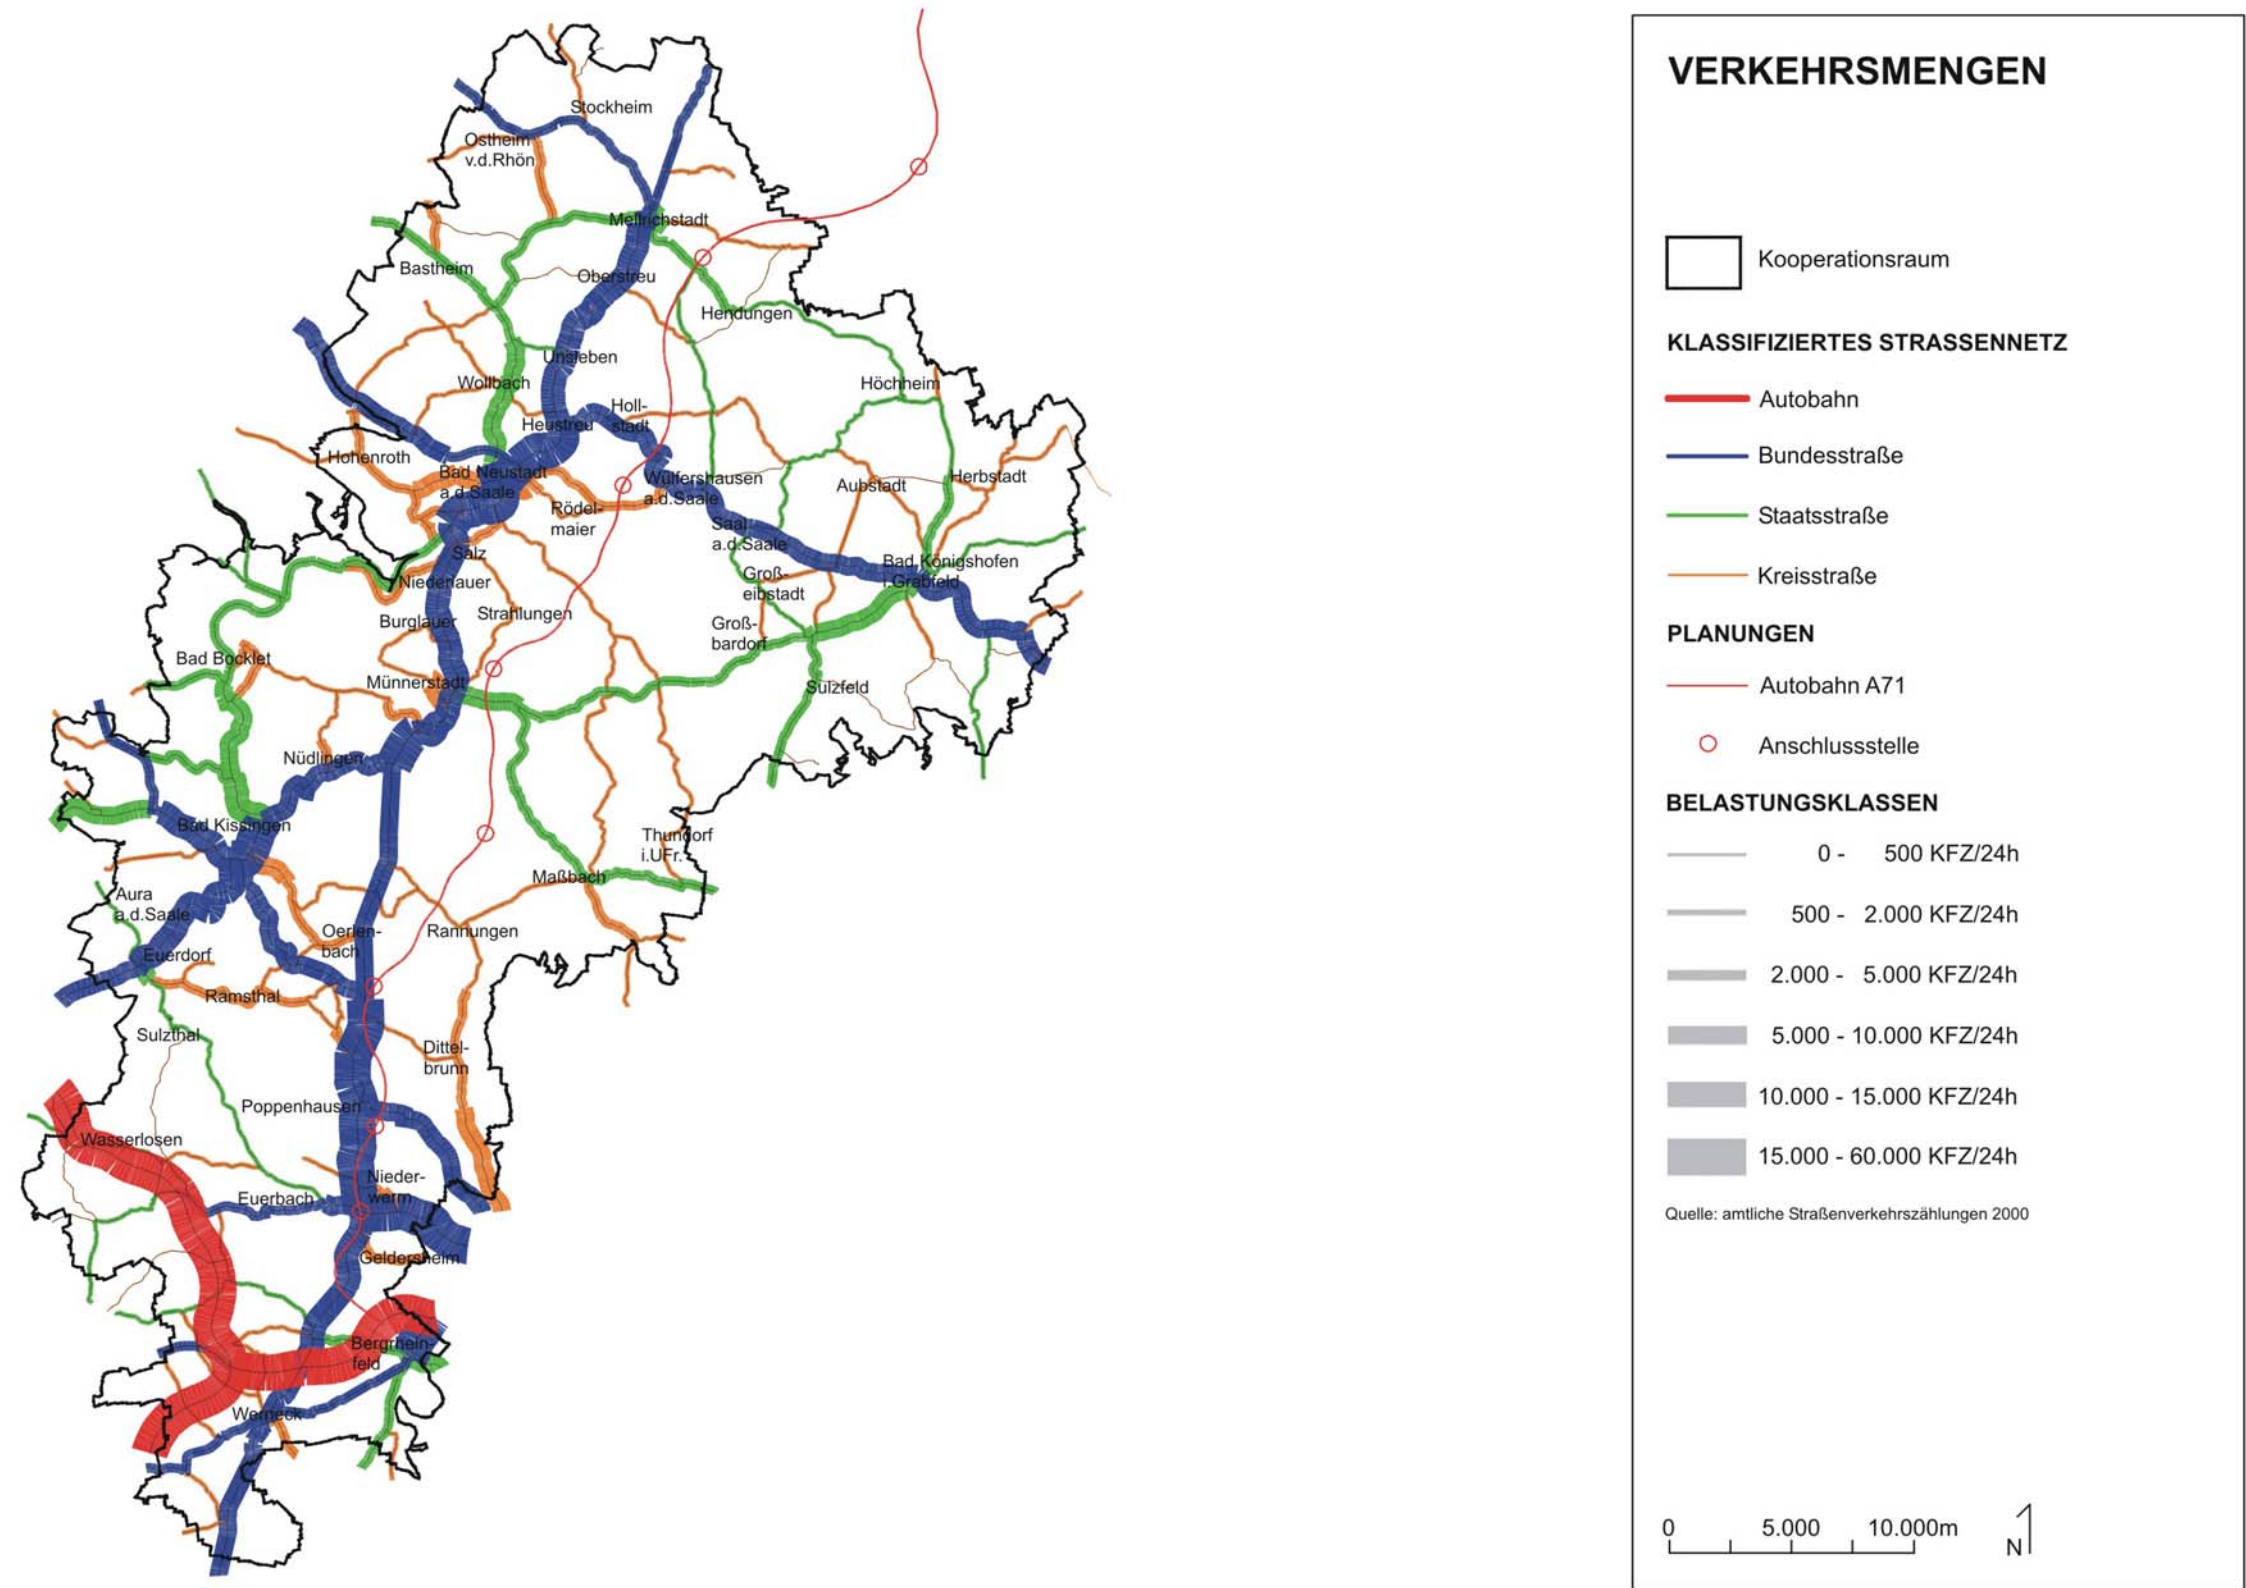 VERKEHRSMENGEN
Kooperationsraum
KLASSIFIZIERTES STRASSENNETZ
Autobahn
Bundesstraße
Staatsstraße
Kreisstraße
PLANUNGEN
Autobahn A71
Anschlussstelle
BELASTUNGSKLASSEN
0 - 500 KFZ/24h
500 - 2.000 KFZ/24h
2.000 - 5.000 KFZ/24h
5.000 - 10.000 KFZ/24h
10.000 - 15.000 KFZ/24h
15.000 - 60.000 KFZ/24h
Quelle: amtliche Straßenverkehrszählungen 2000
0 5.000 10.000m
N
Stockheim
Ostheim
v.d.Rhön
Mellrichstadt
Bastheim
Oberstreu
Hendungen
Unsleben
Wollbach
Höchheim
Holl-
stadt
Heustreu
Hohenroth
Bad Neustadt
a.d.Saale
Wülfershausen
a.d.Saale
Aubstadt
Herbstadt
Rödel-
maier
Saal
a.d.Saale
Salz
Bad Königshofen
i.Grabfeld
Niederlauer
Groß-
eibstadt
Strahlungen
Burglauer
Groß-
bardorf
Bad Bocklet
Münnerstadt
Sulzfeld
Nüdlingen
Bad Kissingen
Thundorf
i.UFr.
Maßbach
Aura
a.d.Saale
Oerlen-
bach
Rannungen
Euerdorf
Ramsthal
Sulzthal
Dittel-
brunn
Poppenhausen
Wasserlosen
Nieder-
werrn
Euerbach
Geldersheim
Bergrhein-
feld
Werneck